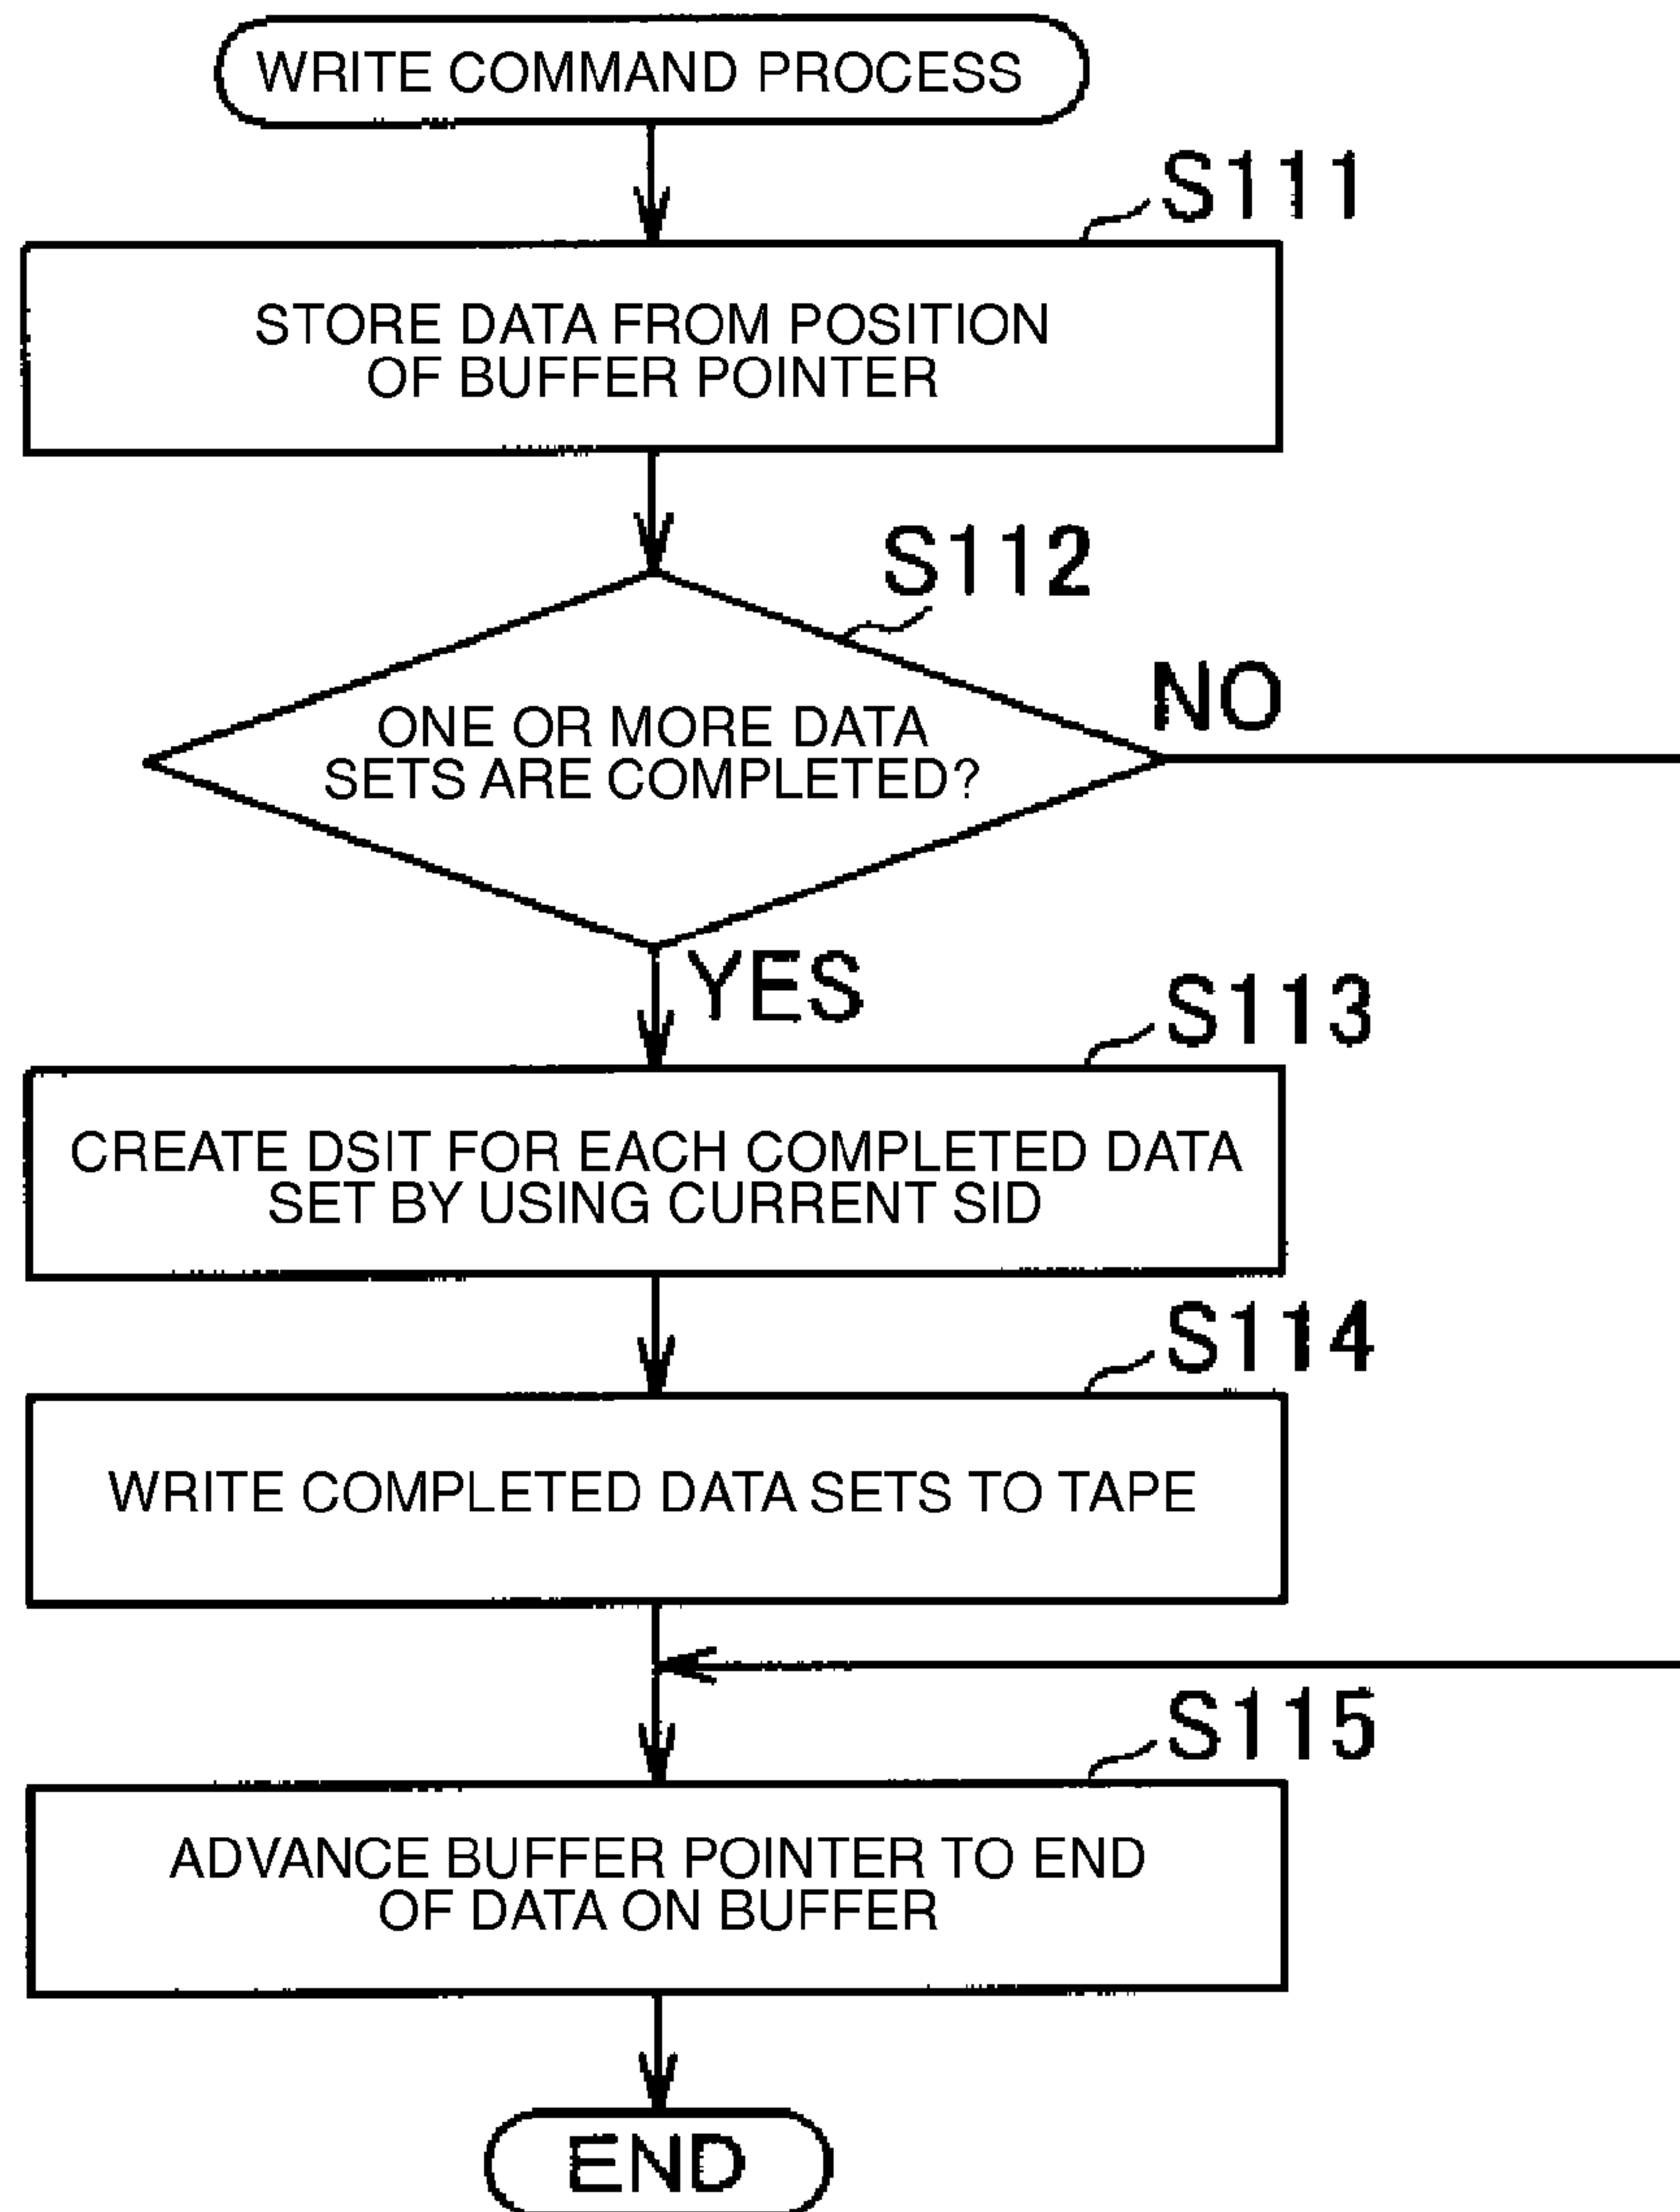 WRITE COMMAND PROCESS
S111
STORE DATA FROM POSITION
OF BUFFER POINTER
S112
ONE OR MORE DATA
SETS ARE COMPLETED?
NO
YES
S113
CREATE DSIT FOR EACH COMPLETED DATA
SET BY USING CURRENT SID
S114
WRITE COMPLETED DATA SETS TO TAPE
S115
ADVANCE BUFFER POINTER TO END
OF DATA ON BUFFER
END